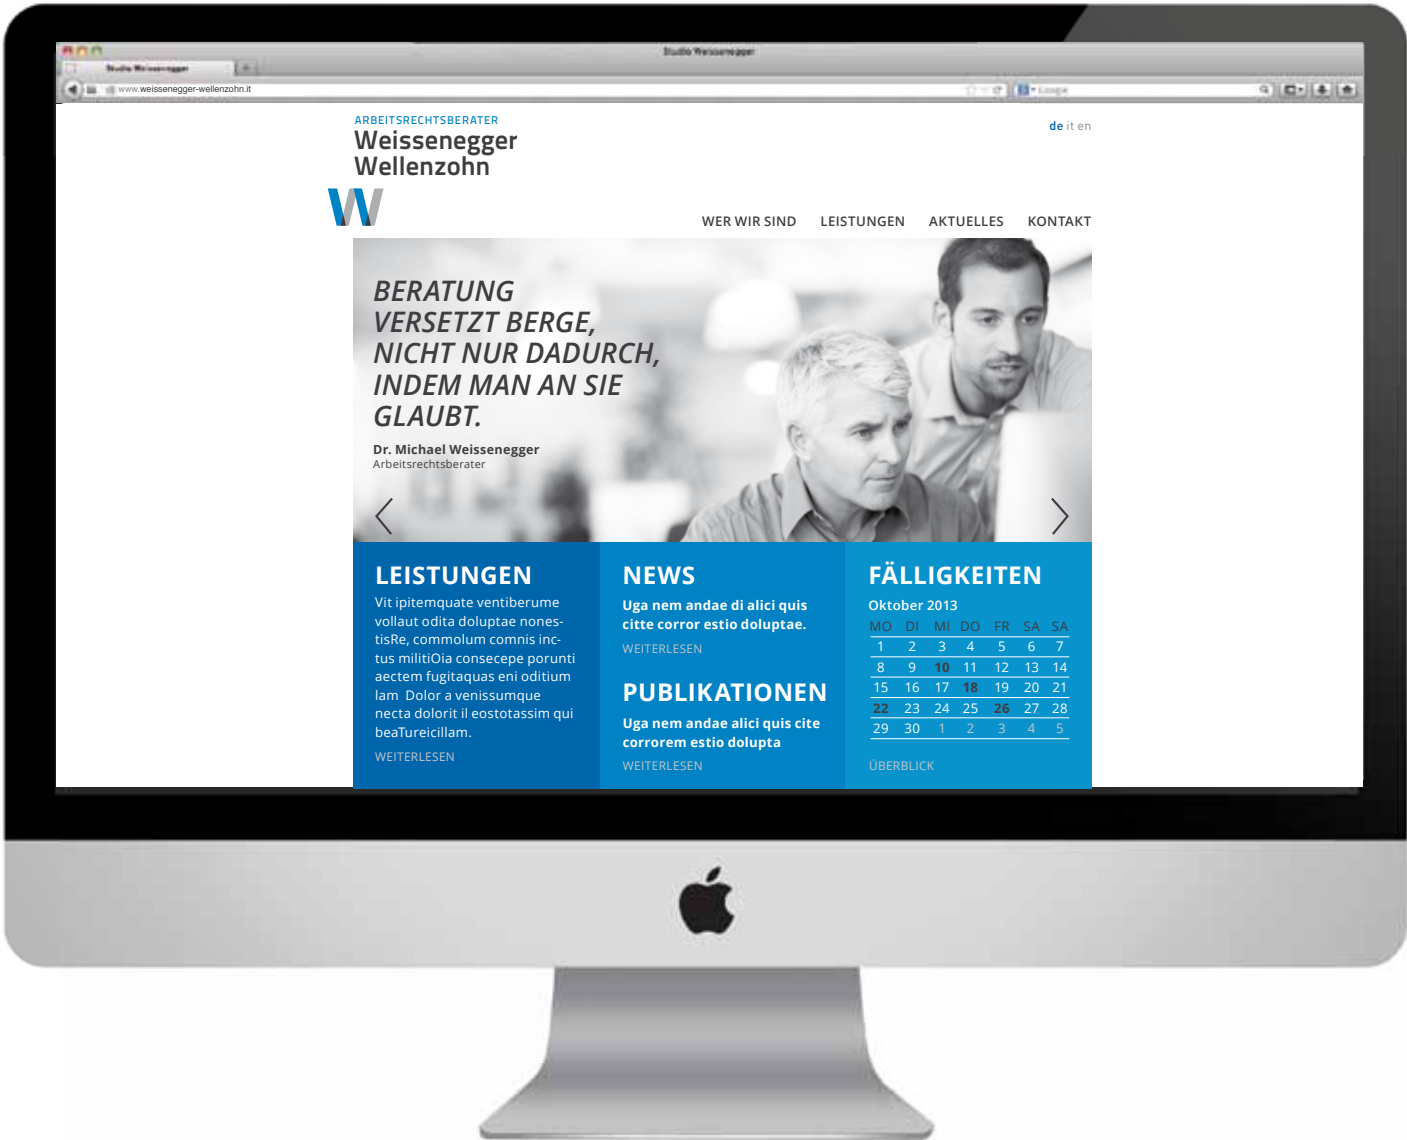 Studio Weissenegger
Studio Weissenegger
www.weissenegger-wellenzohn.it
Google
ARBEITSRECHTSBERATER
Weissenegger
Wellenzohn
de it en
WER WIR SIND LEISTUNGEN AKTUELLES KONTAKT
BERATUNG
VERSETZT BERGE,
NICHT NUR DADURCH,
INDEM MAN AN SIE
GLAUBT.
Dr. Michael Weissenegger
Arbeitsrechtsberater
LEISTUNGEN
Vit ipitemquate ventiberume
vollaut odita doluptae nones-
tisRe, commolum comnis inc-
tus militiOia consecepe porunti
aectem fugitaquas eni oditium
lam Dolor a venissumque
necta dolorit il eostotassim qui
beaTureicillam.
WEITERLESEN
NEWS
Uga nem andae di alici quis
citte corror estio doluptae.
WEITERLESEN
PUBLIKATIONEN
Uga nem andae alici quis cite
corrorem estio dolupta
WEITERLESEN
FÄLLIGKEITEN
Oktober 2013
MO DI MI DO FR SA SA
1 2 3 4 5 6 7
8 9 10 11 12 13 14
15 16 17 18 19 20 21
22 23 24 25 26 27 28
29 30 1 2 3 4 5
ÜBERBLICK